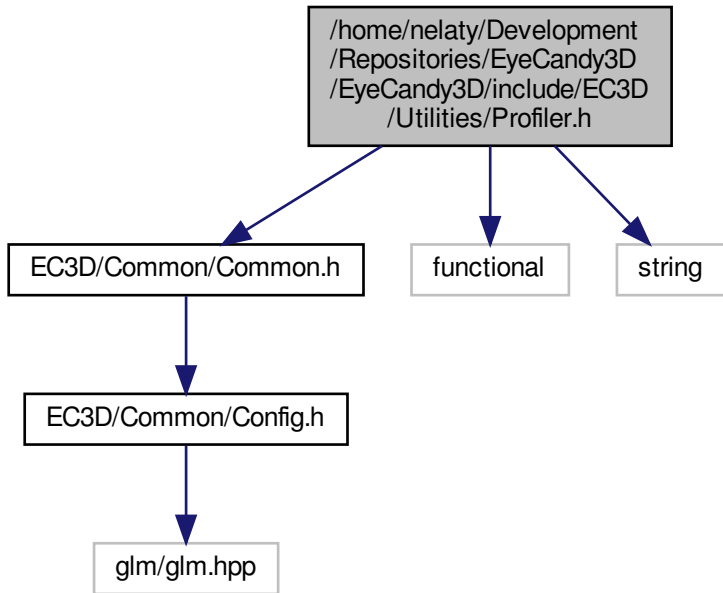 /home/nelaty/Development
/Repositories/EyeCandy3D
/EyeCandy3D/include/EC3D
/Utilities/Profiler.h
EC3D/Common/Common.h
functional
string
EC3D/Common/Config.h
glm/glm.hpp